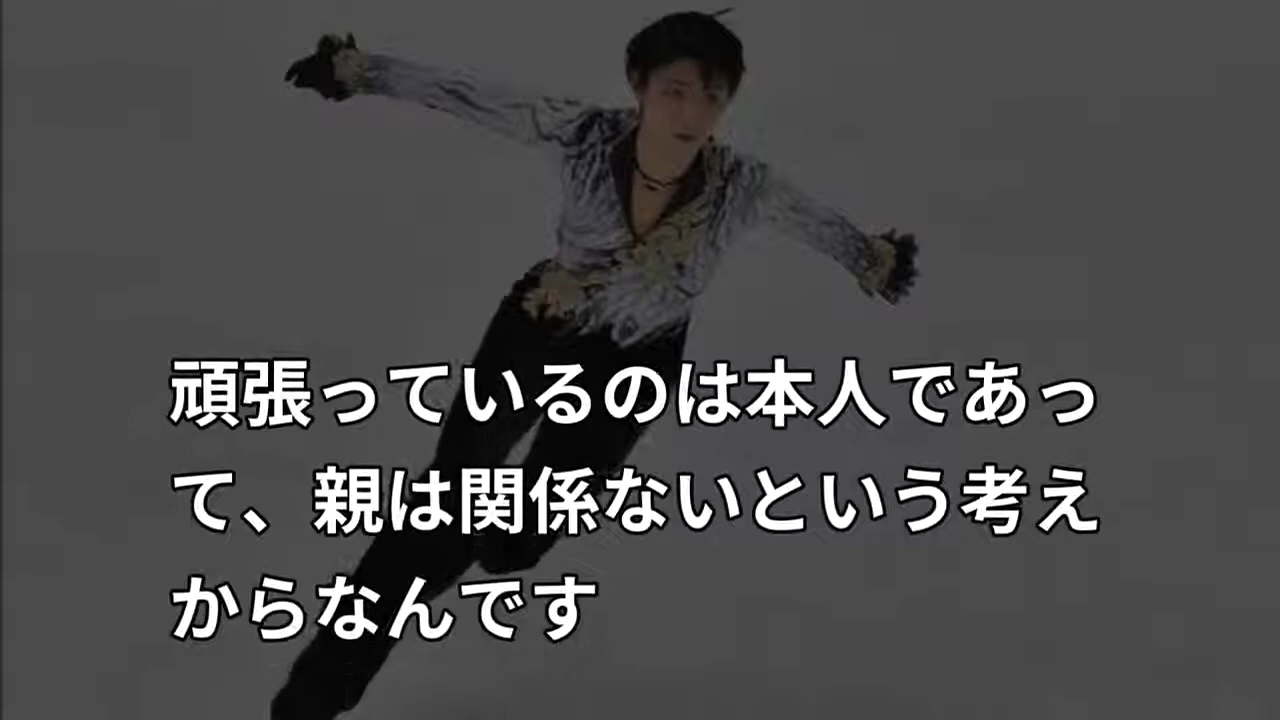 頑張っているのは本人であっ
て、親は関係ないという考え
からなんです